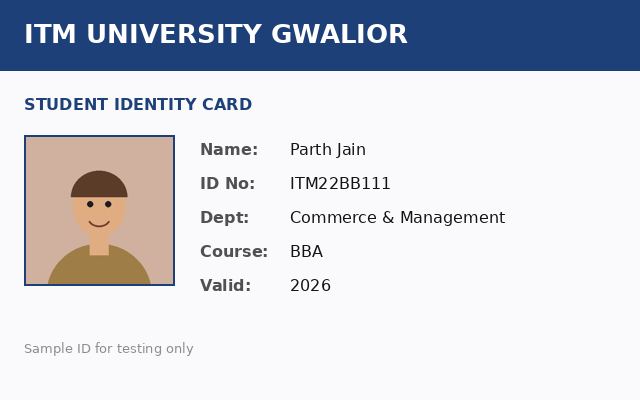 ITM UNIVERSITY GWALIOR
STUDENT IDENTITY CARD
Name: Parth Jain
ID No: ITM22BB111
Dept: Commerce & Management
Course: BBA
Valid: 2026
Sample ID for testing only